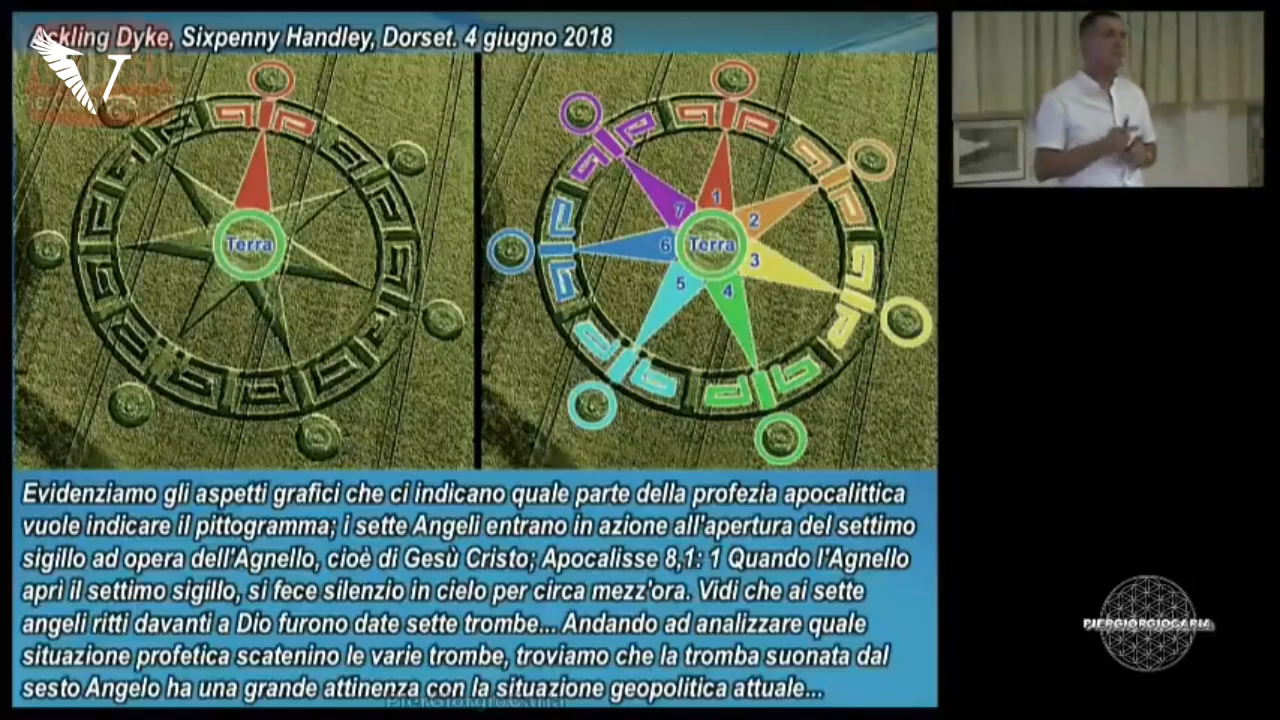 Ackling Dyke, Sixpenny Handley, Dorset. 4 giugno 2018
V
Terra
1
2
3
4
5
6
7
Terra
Evidenziamo gli aspetti grafici che ci indicano quale parte della profezia apocalittica
vuole indicare il pittogramma; i sette Angeli entrano in azione all'apertura del settimo
sigillo ad opera dell'Agnello, cioè di Gesù Cristo; Apocalisse 8,1: 1 Quando l'Agnello
aprì il settimo sigillo, si fece silenzio in cielo per circa mezz'ora. Vidi che ai sette
angeli ritti davanti a Dio furono date sette trombe... Andando ad analizzare quale
situazione profetica scatenino le varie trombe, troviamo che la tromba suonata dal
sesto Angelo ha una grande attinenza con la situazione geopolitica attuale...
PierGiorgioCaria
PIERGIORGIOCARIA